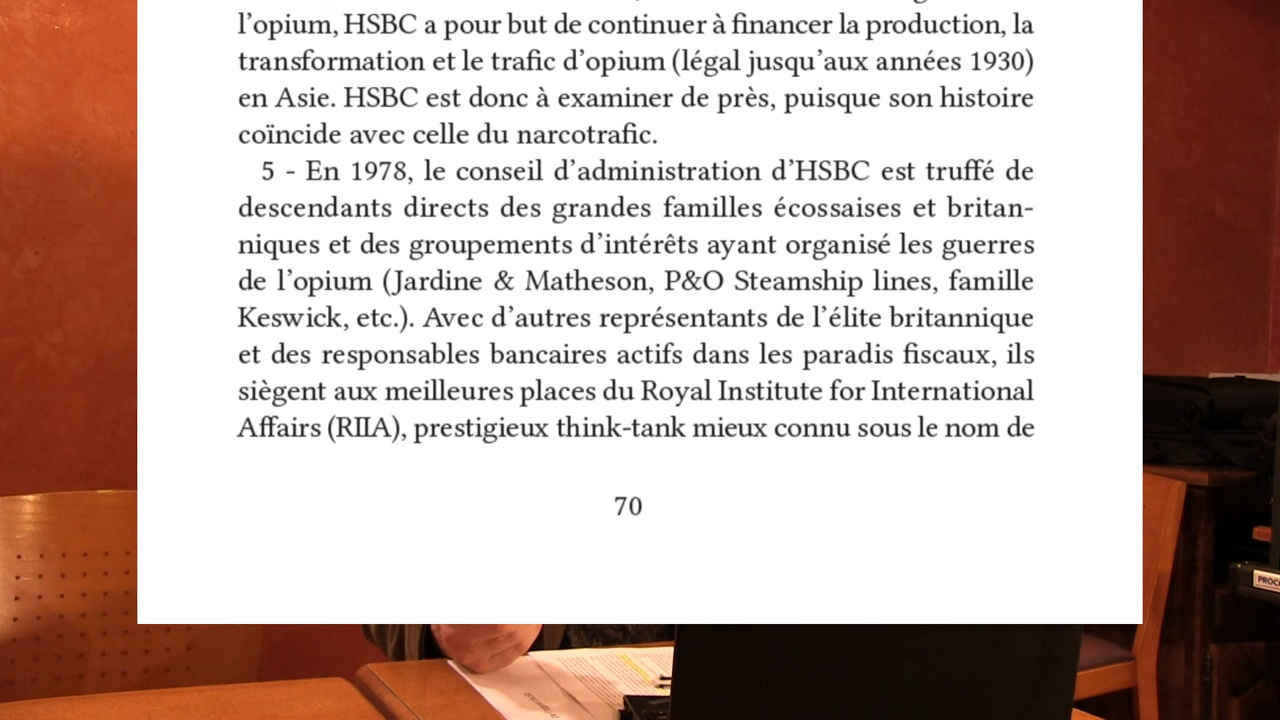 l'opium, HSBC a pour but de continuer à financer la production, la
transformation et le trafic d'opium (légal jusqu'aux années 1930)
en Asie. HSBC est donc à examiner de près, puisque son histoire
coïncide avec celle du narcotrafic.
5 - En 1978, le conseil d'administration d'HSBC est truffé de
descendants directs des grandes familles écossaises et britan-
niques et des groupements d'intérêts ayant organisé les guerres
de l'opium (Jardine & Matheson, P&O Steamship lines, famille
Keswick, etc.). Avec d'autres représentants de l'élite britannique
et des responsables bancaires actifs dans les paradis fiscaux, ils
siègent aux meilleures places du Royal Institute for International
Affairs (RIIA), prestigieux think-tank mieux connu sous le nom de
70